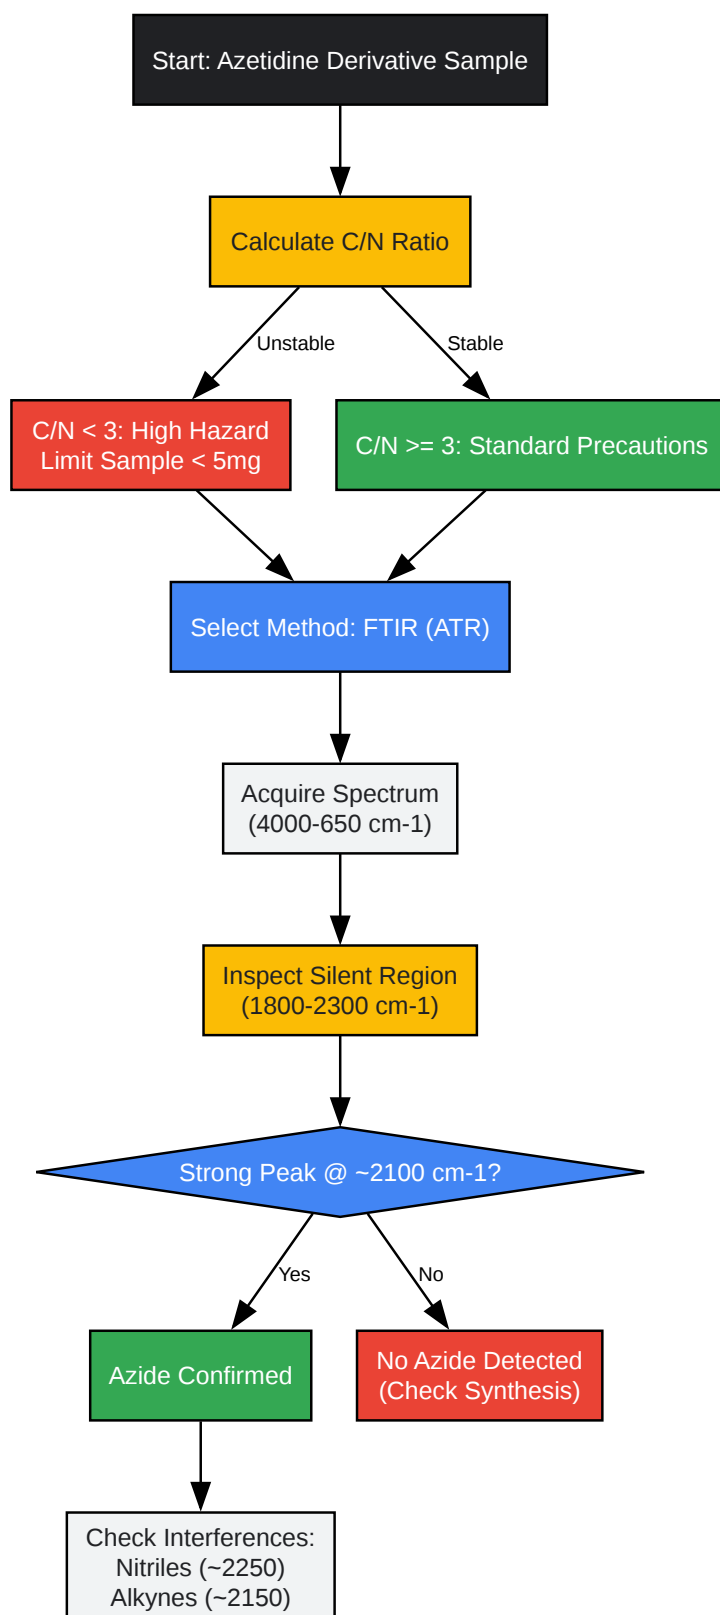 Start: Azetidine Derivative Sample
Calculate C/N Ratio
Unstable
Stable
C/N < 3: High Hazard
Limit Sample < 5mg
C/N >= 3: Standard Precautions
Select Method: FTIR (ATR)
Acquire Spectrum
(4000-650 cm-1)
Inspect Silent Region
(1800-2300 cm-1)
Strong Peak @ ~2100 cm-1?
Yes
No
Azide Confirmed
No Azide Detected
(Check Synthesis)
Check Interferences:
Nitriles (~2250)
Alkynes (~2150)